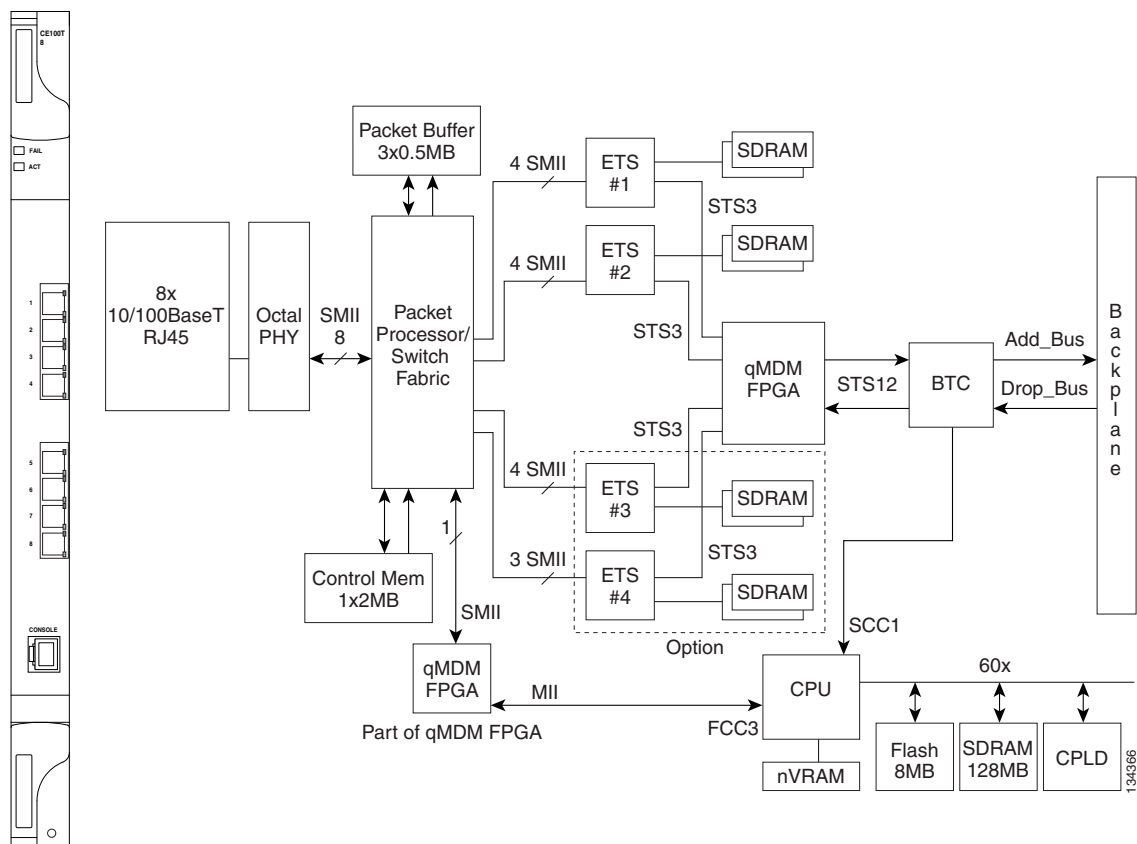 CE100T
8
FAIL
ACT
1
2
3
4
5
6
7
8
CONSOLE
8x
10/100BaseT
RJ45
Octal
PHY
SMII
8
Packet Buffer
3x0.5MB
Packet
Processor/
Switch
Fabric
Control Mem
1x2MB
4 SMII
4 SMII
4 SMII
3 SMII
1
SMII
ETS
#1
ETS
#2
ETS
#3
ETS
#4
SDRAM
SDRAM
SDRAM
SDRAM
STS3
STS3
STS3
STS3
Option
qMDM
FPGA
STS12
BTC
Add_Bus
Drop_Bus
Backplane
SCC1
qMDM
FPGA
Part of qMDM FPGA
MII
FCC3
CPU
nVRAM
60x
Flash
8MB
SDRAM
128MB
CPLD
134366